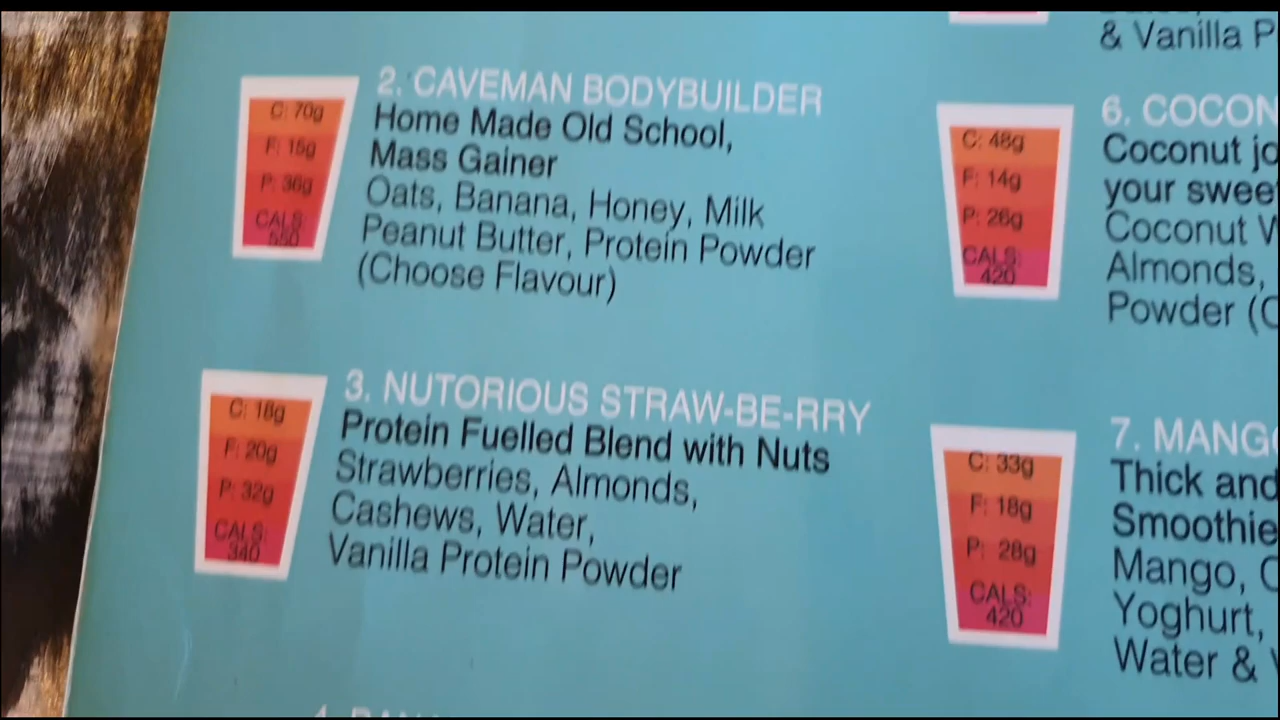 2. CAVEMAN BODYBUILDER
Home Made Old School,
Mass Gainer
Oats, Banana, Honey, Milk
Peanut Butter, Protein Powder
(Choose Flavour)
C: 70g
F: 15g
P: 36g
CALS:
550
3. NUTORIOUS STRAW-BE-RRY
Protein Fuelled Blend with Nuts
Strawberries, Almonds,
Cashews, Water,
Vanilla Protein Powder
C: 18g
F: 20g
P: 32g
CALS:
340
& Vanilla P
6. COCON
Coconut jo
your swee
Coconut W
Almonds,
Powder (C
C: 48g
F: 14g
P: 26g
CALS:
420
7. MANG
Thick and
Smoothie
Mango, C
Yoghurt,
Water &
C: 33g
F: 18g
P: 28g
CALS:
420